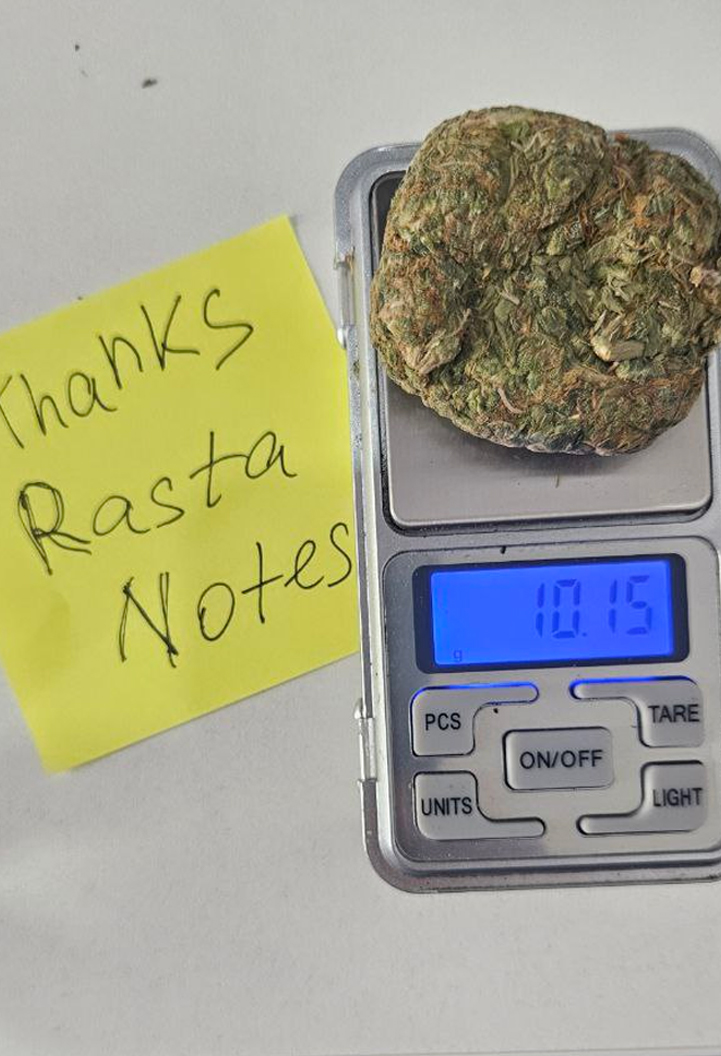 Thanks
Rasta
Notes
10.15
g
PCS
TARE
ON/OFF
UNITS
LIGHT